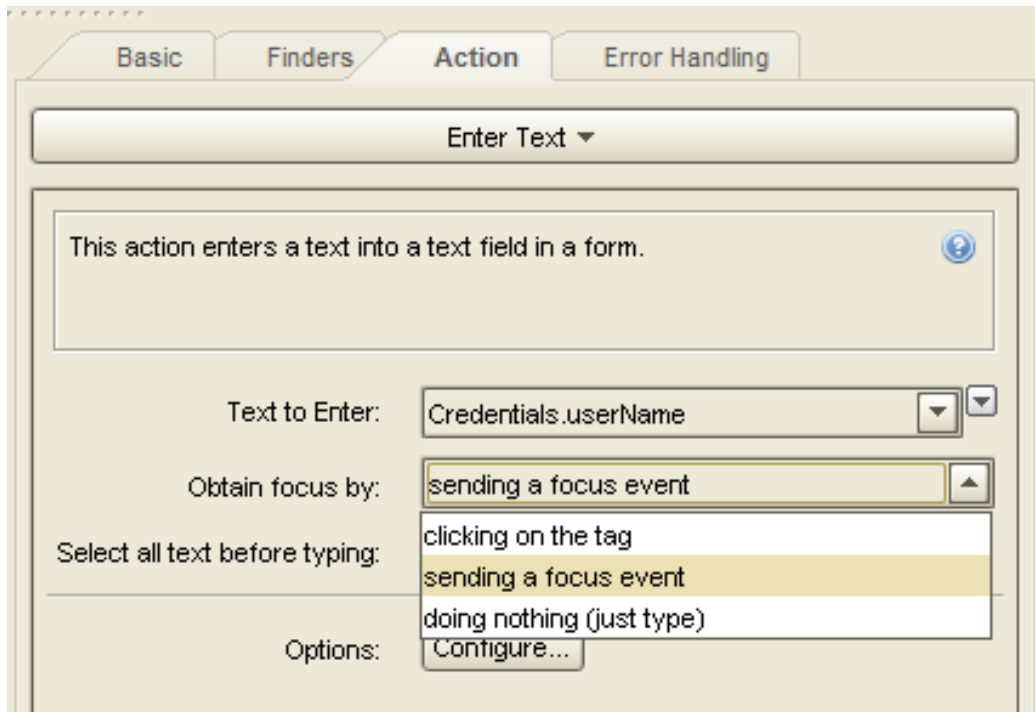 Basic Finders Action Error Handling
Enter Text
This action enters a text into a text field in a form.
Text to Enter: Credentials.userName
Obtain focus by: sending a focus event
clicking on the tag
Select all text before typing:
sending a focus event
doing nothing (just type)
Options: Configure...